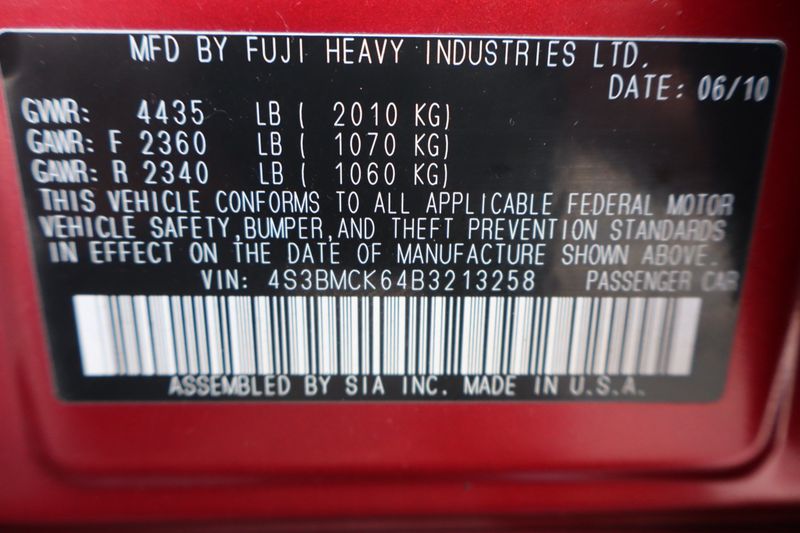 MFD BY FUJI HEAVY INDUSTRIES LTD.
DATE: 06/10
GVWR: 4435 LB ( 2010 KG)
GAWR: F 2360 LB ( 1070 KG)
GAWR: R 2340 LB ( 1060 KG)
THIS VEHICLE CONFORMS TO ALL APPLICABLE FEDERAL MOTOR
VEHICLE SAFETY,BUMPER,AND THEFT PREVENTION STANDARDS
IN EFFECT ON THE DATE OF MANUFACTURE SHOWN ABOVE.
VIN: 4S3BMCK64B3213258 PASSENGER CAR
ASSEMBLED BY SIA INC. MADE IN U.S.A.